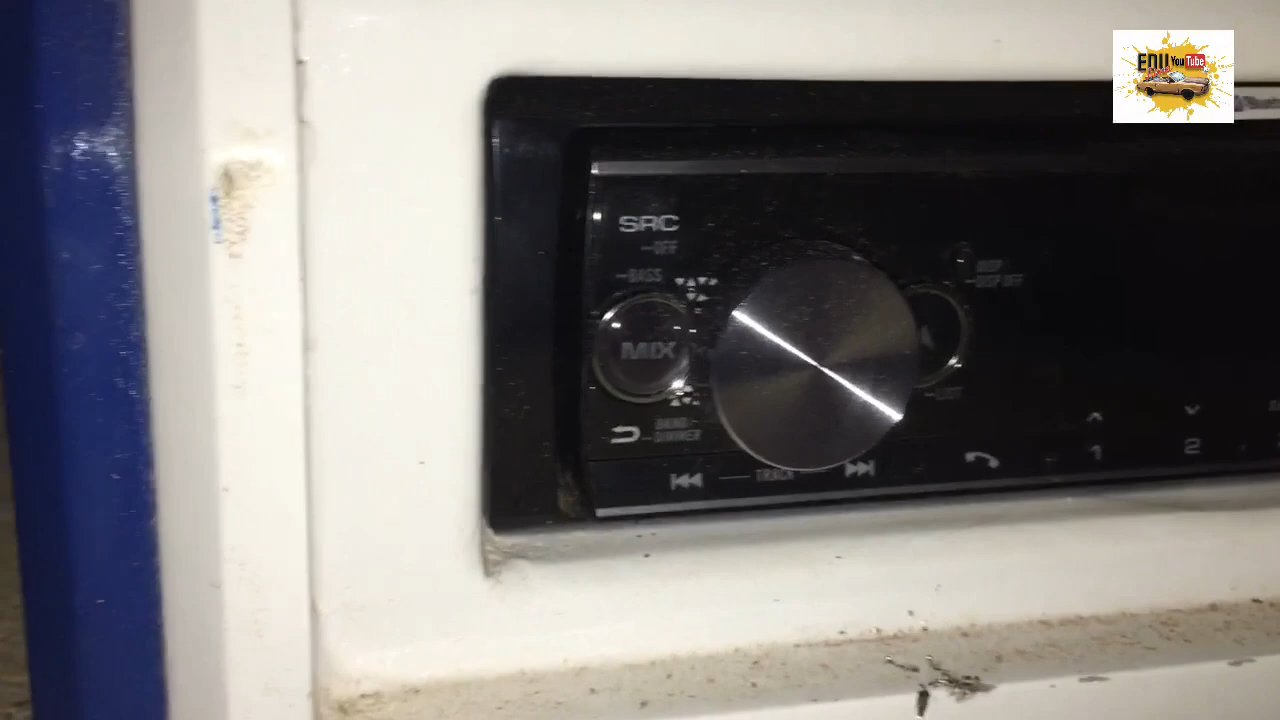 EDU
YouTube
SRC
OFF
BASS
DISP
DISP OFF
MIX
LIST
BAND
DIMMER
TRACK
1
2